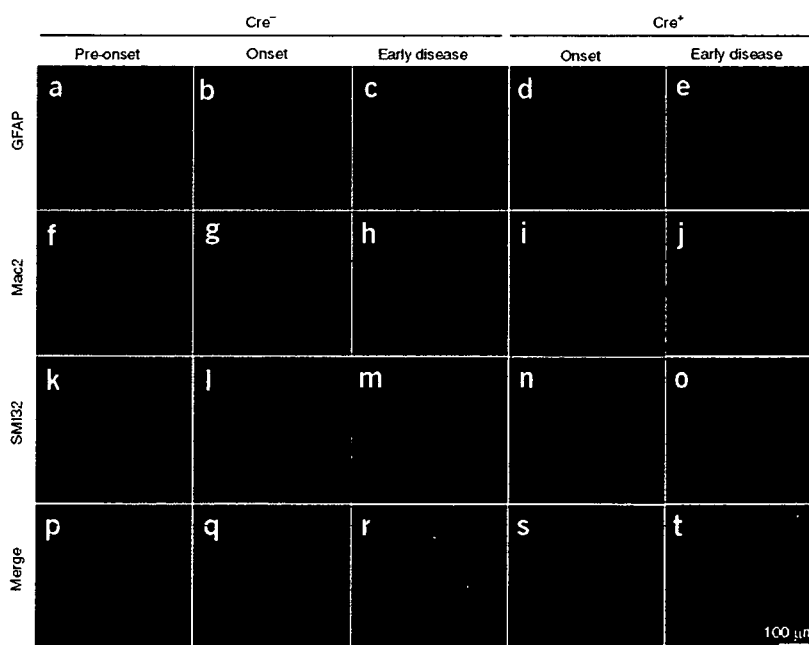 Cre⁻ Cre⁺
Pre-onset Onset Early disease Onset Early disease
GFAP a b c d e
Mac2 f g h i j
SMI32 k l m n o
Merge p q r s t
100 μm